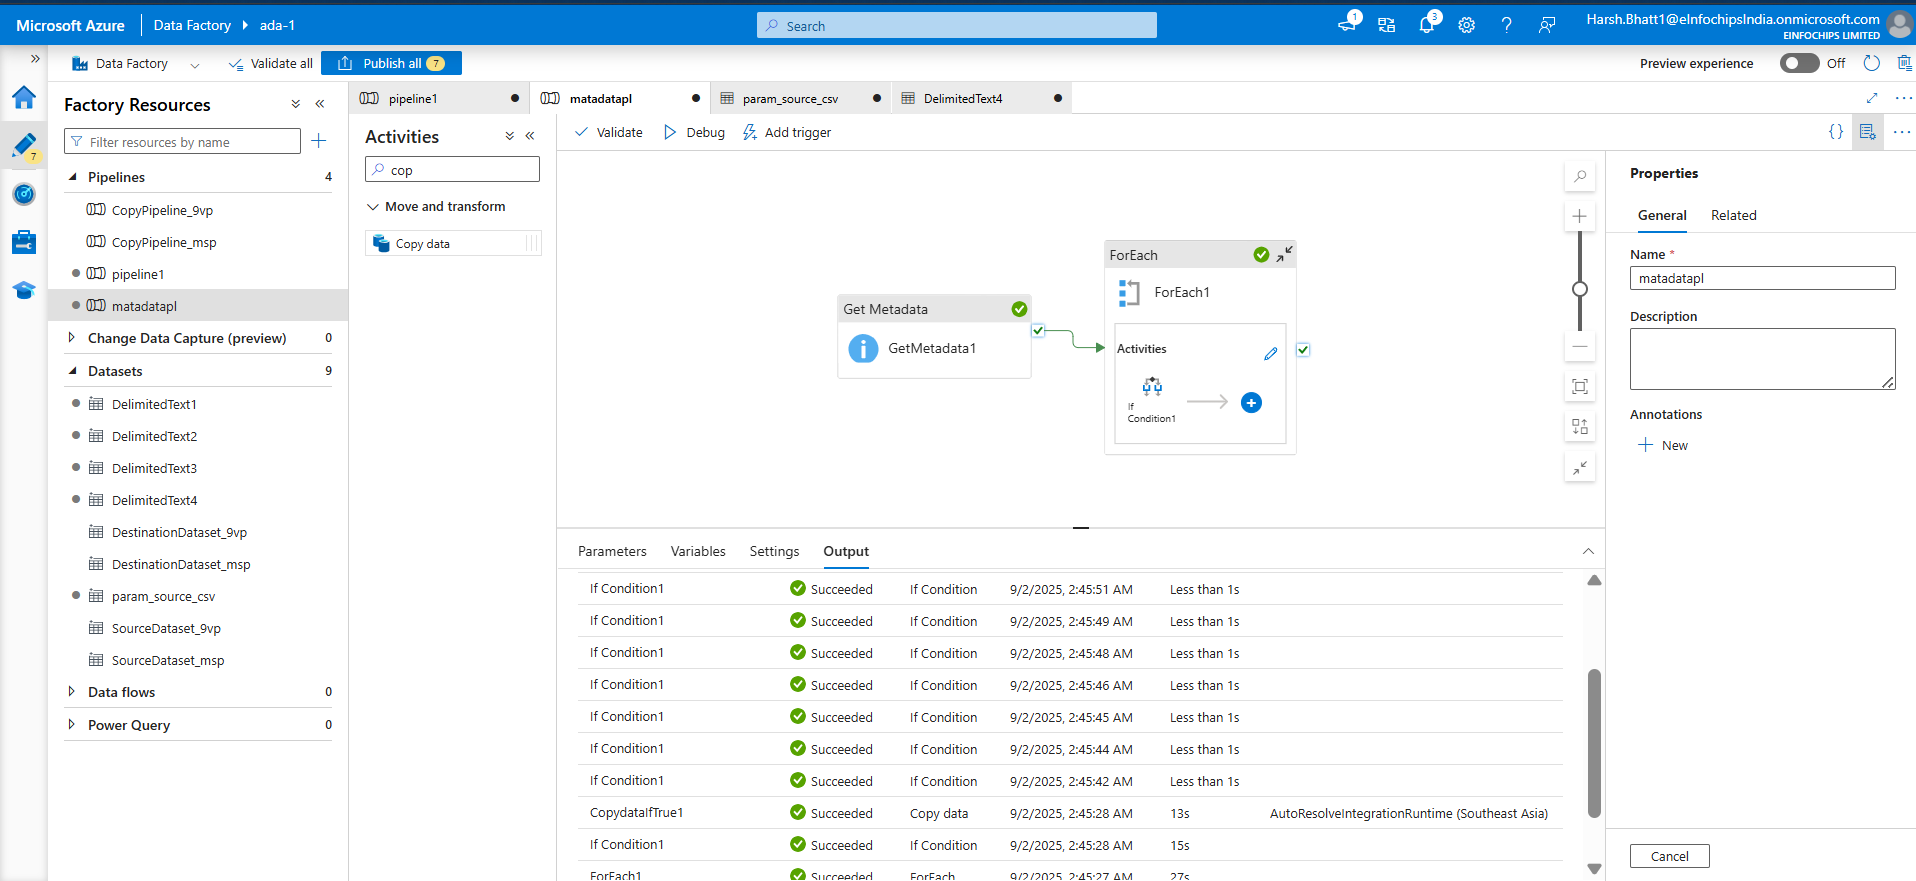 Microsoft Azure
Data Factory
ada-1
Search
1
3
Harsh.Bhatt1@eInfochipsIndia.onmicrosoft.com
EINFOCHIPS LIMITED
Data Factory
Validate all
Publish all 7
Preview experience
Off
7
Factory Resources
Filter resources by name
Pipelines 4
CopyPipeline_9vp
CopyPipeline_msp
pipeline1
matadatapl
Change Data Capture (preview) 0
Datasets 9
DelimitedText1
DelimitedText2
DelimitedText3
DelimitedText4
DestinationDataset_9vp
DestinationDataset_msp
param_source_csv
SourceDataset_9vp
SourceDataset_msp
Data flows 0
Power Query 0
pipeline1
matadatapl
param_source_csv
DelimitedText4
Activities
cop
Move and transform
Copy data
Validate
Debug
Add trigger
{}
Get Metadata
GetMetadata1
ForEach
ForEach1
Activities
If
Condition1
Parameters
Variables
Settings
Output
If Condition1 Succeeded If Condition 9/2/2025, 2:45:51 AM Less than 1s
If Condition1 Succeeded If Condition 9/2/2025, 2:45:49 AM Less than 1s
If Condition1 Succeeded If Condition 9/2/2025, 2:45:48 AM Less than 1s
If Condition1 Succeeded If Condition 9/2/2025, 2:45:46 AM Less than 1s
If Condition1 Succeeded If Condition 9/2/2025, 2:45:45 AM Less than 1s
If Condition1 Succeeded If Condition 9/2/2025, 2:45:44 AM Less than 1s
If Condition1 Succeeded If Condition 9/2/2025, 2:45:42 AM Less than 1s
CopydataIfTrue1 Succeeded Copy data 9/2/2025, 2:45:28 AM 13s AutoResolveIntegrationRuntime (Southeast Asia)
If Condition1 Succeeded If Condition 9/2/2025, 2:45:28 AM 15s
ForEach1 Succeeded ForEach 9/2/2025, 2:45:27 AM 27s
Properties
General
Related
Name *
matadatapl
Description
Annotations
New
Cancel